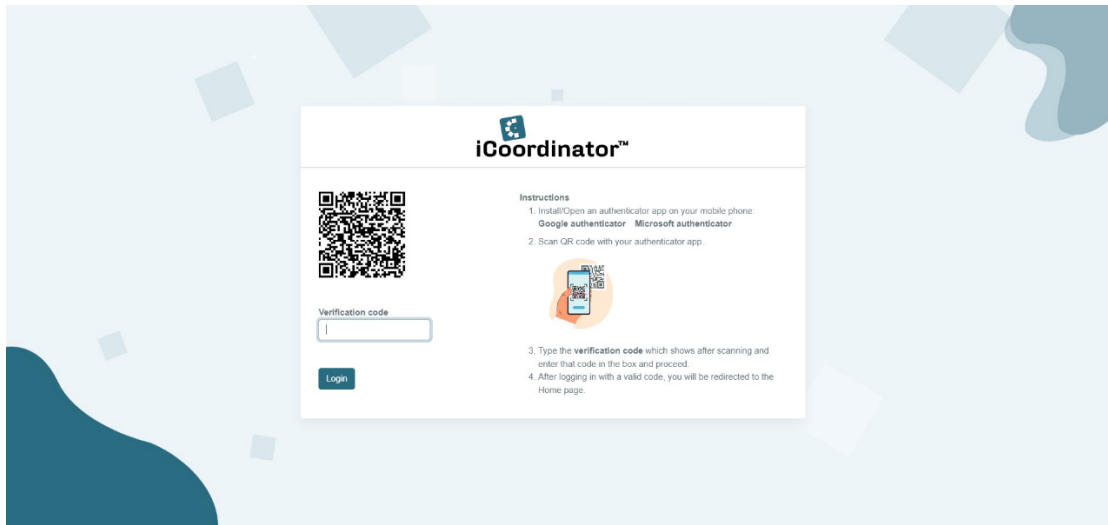 iCoordinator™
Verification code
Login
Instructions
1. Install/Open an authenticator app on your mobile phone:
Google authenticator Microsoft authenticator
2. Scan QR code with your authenticator app.
3. Type the verification code which shows after scanning and
enter that code in the box and proceed.
4. After logging in with a valid code, you will be redirected to the
Home page.